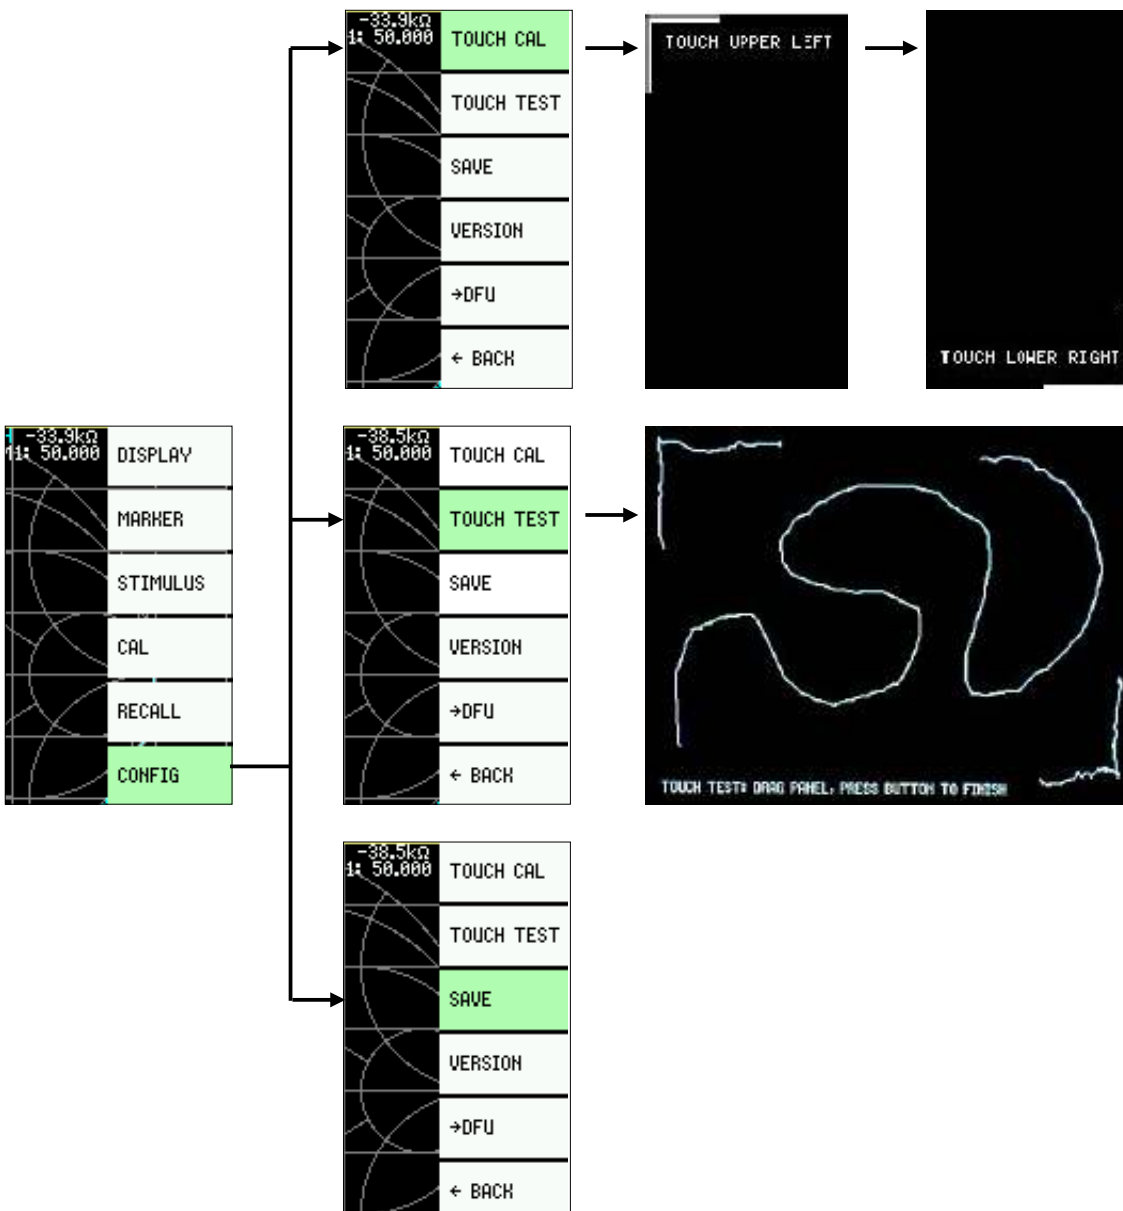 -33.9kΩ
1: 50.000
TOUCH CAL
TOUCH TEST
SAVE
VERSION
→DFU
← BACK
TOUCH UPPER LEFT
TOUCH LOWER RIGHT
-33.9kΩ
1: 50.000
DISPLAY
MARKER
STIMULUS
CAL
RECALL
CONFIG
-38.5kΩ
1: 50.000
TOUCH CAL
TOUCH TEST
SAVE
VERSION
→DFU
← BACK
TOUCH TEST: DRAG PANEL, PRESS BUTTON TO FINISH
-38.5kΩ
1: 50.000
TOUCH CAL
TOUCH TEST
SAVE
VERSION
→DFU
← BACK